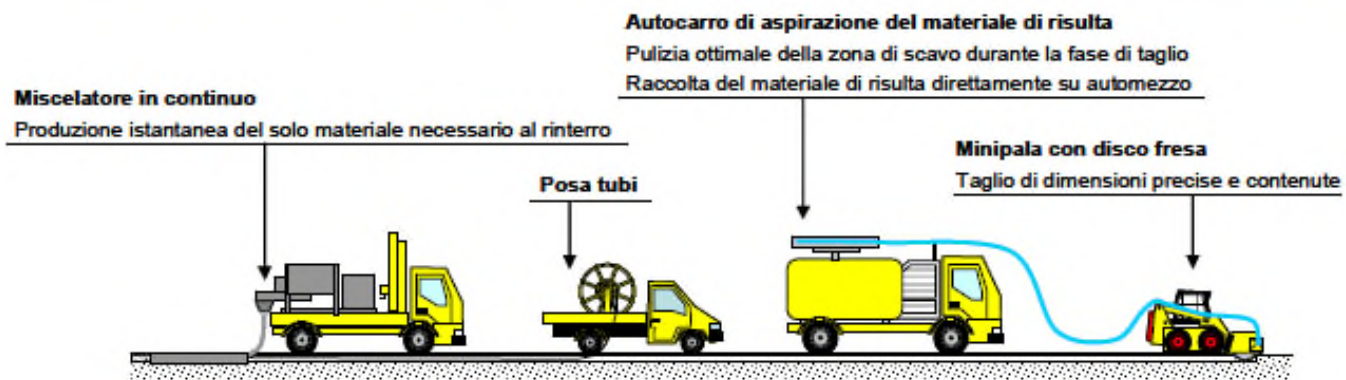 Autocarro di aspirazione del materiale di risulta
Pulizia ottimale della zona di scavo durante la fase di taglio
Raccolta del materiale di risulta direttamente su automezzo
Miscelatore in continuo
Produzione istantanea del solo materiale necessario al rinterro
Minipala con disco fresa
Taglio di dimensioni precise e contenute
Posa tubi